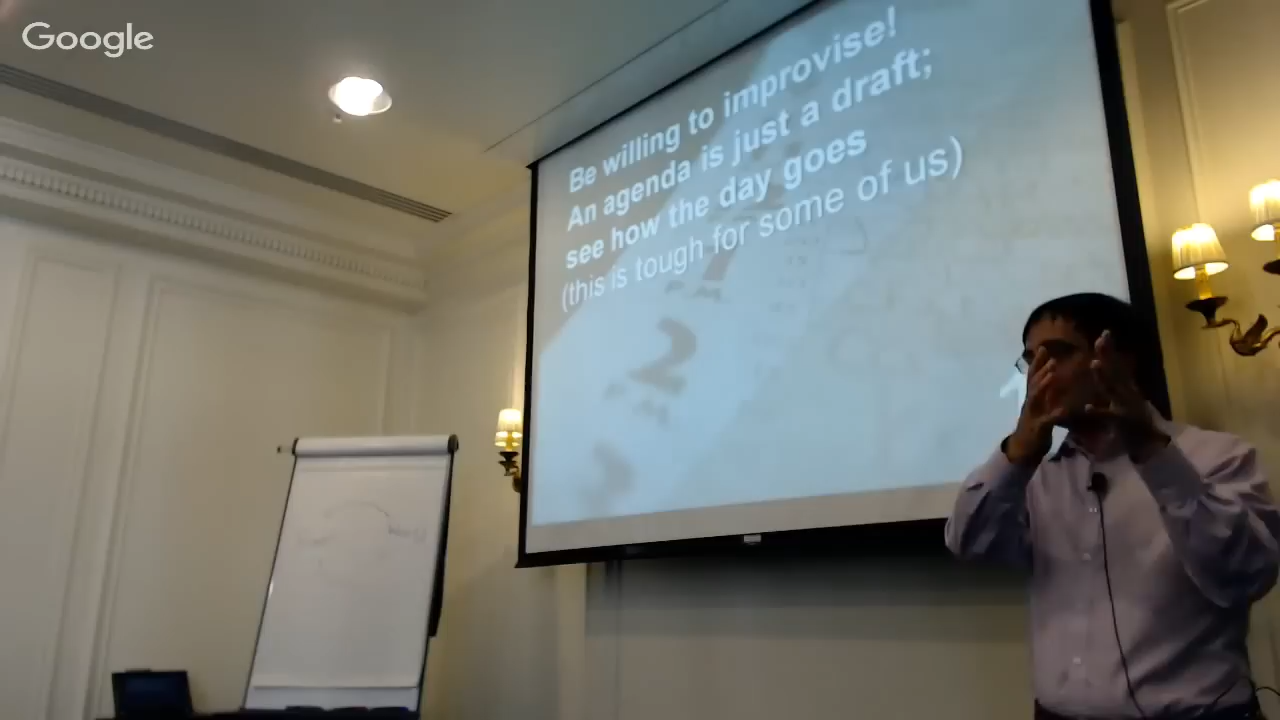 Google
Be willing to improvise!
An agenda is just a draft;
see how the day goes
(this is tough for some of us)
P.M.
2
P.M.